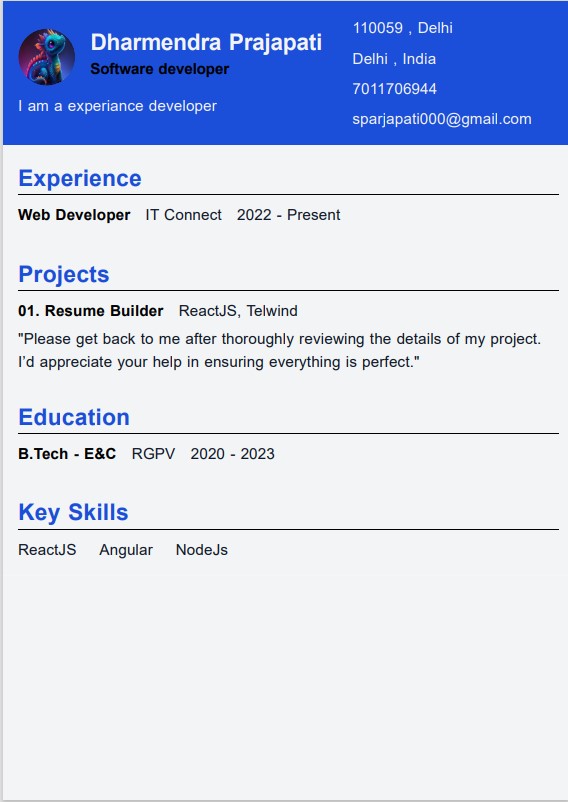 Dharmendra Prajapati
Software developer
I am a experiance developer
110059 , Delhi
Delhi , India
7011706944
sparjapati000@gmail.com
Experience
Web Developer IT Connect 2022 - Present
Projects
01. Resume Builder ReactJS, Telwind
"Please get back to me after thoroughly reviewing the details of my project.
I’d appreciate your help in ensuring everything is perfect."
Education
B.Tech - E&C RGPV 2020 - 2023
Key Skills
ReactJS Angular NodeJs